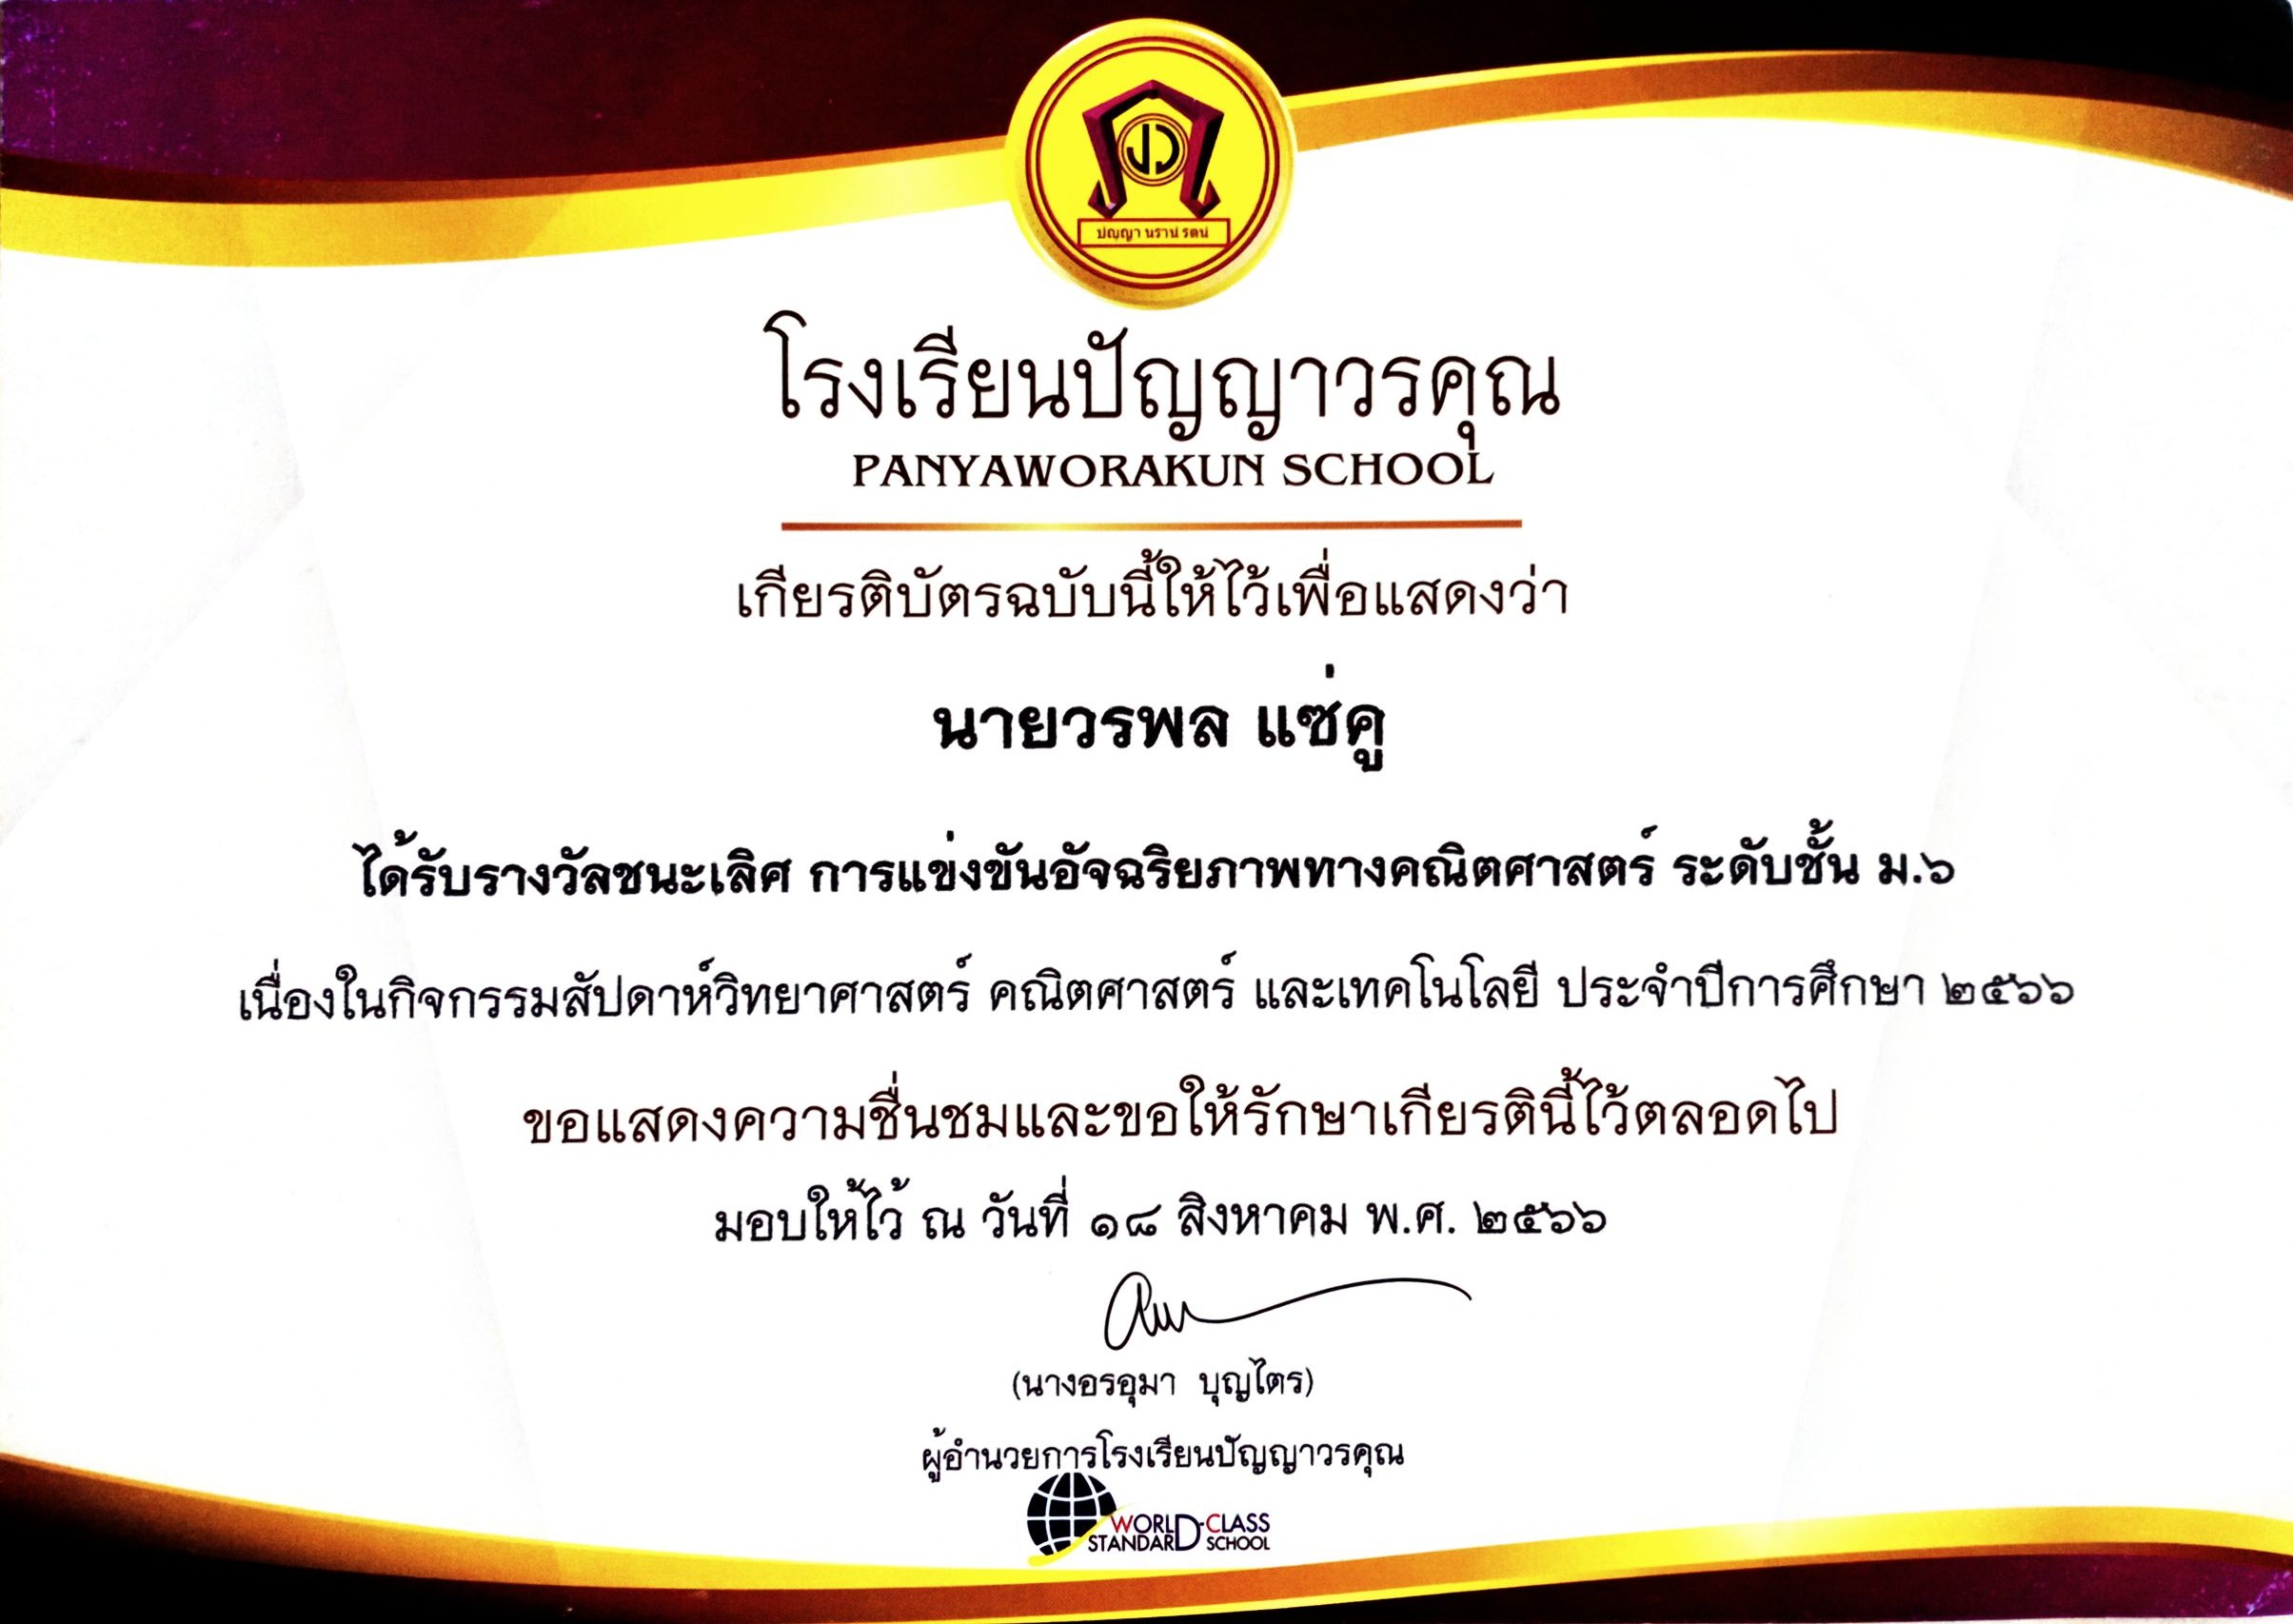 ปญญา นรานํ รตนํ
โรงเรียนปัญญาวรคุณ
PANYAWORAKUN SCHOOL
เกียรติบัตรฉบับนี้ให้ไว้เพื่อแสดงว่า
นายวรพล แซ่คู
ได้รับรางวัลชนะเลิศ การแข่งขันอัจฉริยภาพทางคณิตศาสตร์ ระดับชั้น ม.๖
เนื่องในกิจกรรมสัปดาห์วิทยาศาสตร์ คณิตศาสตร์ และเทคโนโลยี ประจำปีการศึกษา ๒๕๖๖
ขอแสดงความชื่นชมและขอให้รักษาเกียรตินี้ไว้ตลอดไป
มอบให้ไว้ ณ วันที่ ๑๘ สิงหาคม พ.ศ. ๒๕๖๖
(นางอรอุมา บุญไตร)
ผู้อำนวยการโรงเรียนปัญญาวรคุณ
WORLD-CLASS
STANDARD SCHOOL